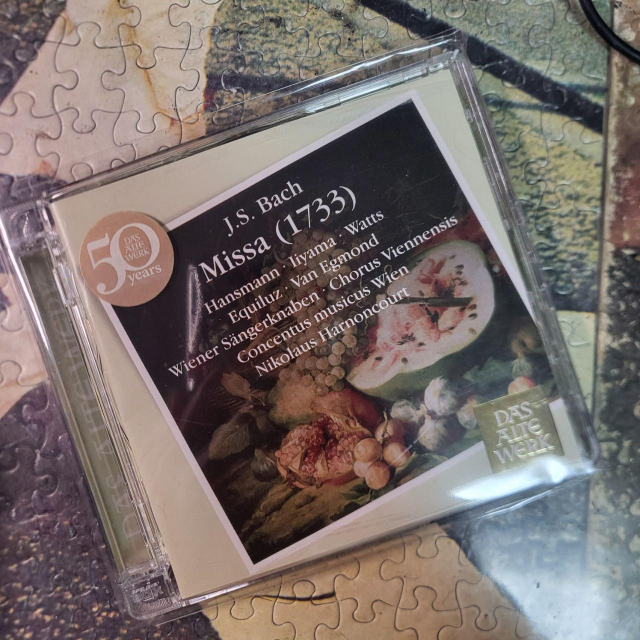 J.S. Bach
Missa (1733)
Hansmann · Iiyama · Watts
Equiluz · Van Egmond
Wiener Sängerknaben · Chorus Viennensis
Concentus musicus Wien
Nikolaus Harnoncourt
50
DAS
ALTE
WERK
years
DAS
ALTE
WERK